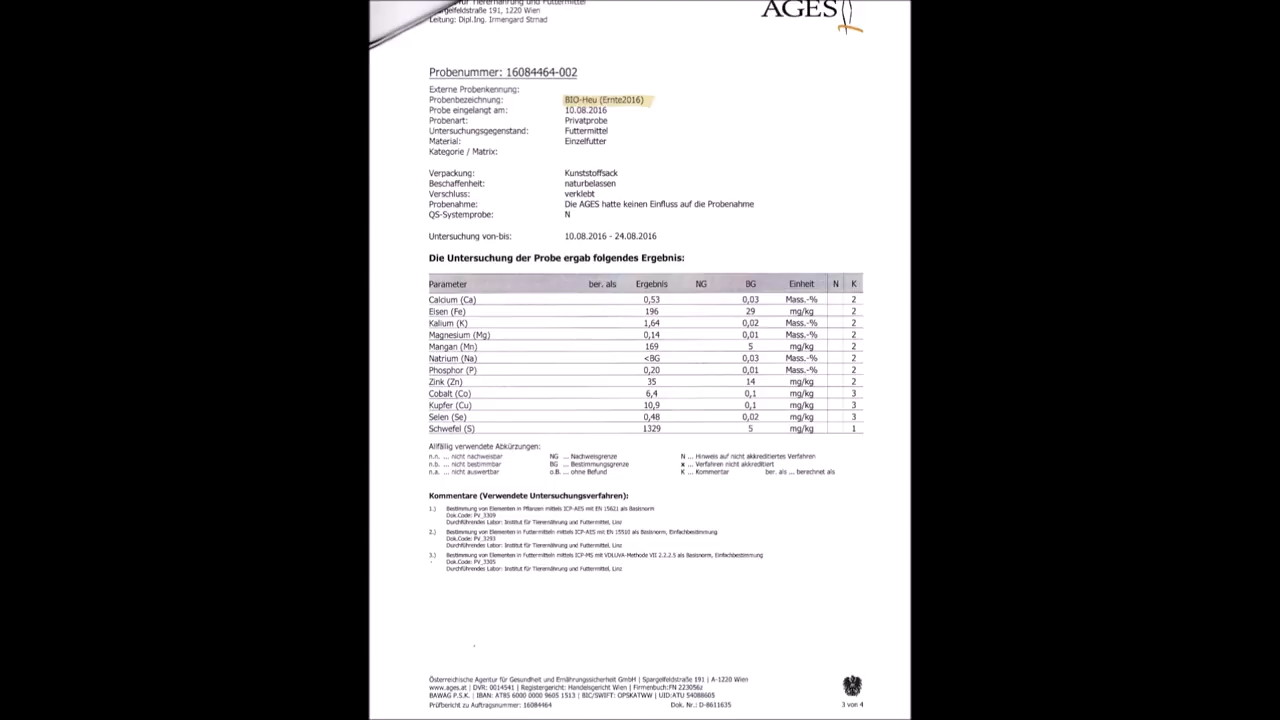 für Tierernährung und Futtermittel
Spargelfeldstraße 191, 1220 Wien
Leitung: Dipl.Ing. Irmengard Strnad
AGES
Probenummer: 16084464-002
Externe Probenkennung:
Probenbezeichnung: BIO-Heu (Ernte2016)
Probe eingelangt am: 10.08.2016
Probenart: Privatprobe
Untersuchungsgegenstand: Futtermittel
Material: Einzelfutter
Kategorie / Matrix:
Verpackung: Kunststoffsack
Beschaffenheit: naturbelassen
Verschluss: verklebt
Probenahme: Die AGES hatte keinen Einfluss auf die Probenahme
QS-Systemprobe: N
Untersuchung von-bis: 10.08.2016 - 24.08.2016
Die Untersuchung der Probe ergab folgendes Ergebnis:
Parameter ber. als Ergebnis NG BG Einheit N K
Calcium (Ca) 0,53 0,03 Mass.-% 2
Eisen (Fe) 196 29 mg/kg 2
Kalium (K) 1,64 0,02 Mass.-% 2
Magnesium (Mg) 0,14 0,01 Mass.-% 2
Mangan (Mn) 169 5 mg/kg 2
Natrium (Na) <BG 0,03 Mass.-% 2
Phosphor (P) 0,20 0,01 Mass.-% 2
Zink (Zn) 35 14 mg/kg 2
Cobalt (Co) 6,4 0,1 mg/kg 3
Kupfer (Cu) 10,9 0,1 mg/kg 3
Selen (Se) 0,48 0,02 mg/kg 3
Schwefel (S) 1329 5 mg/kg 1
Allfällig verwendete Abkürzungen:
n.n. ... nicht nachweisbar NG ... Nachweisgrenze N ... Hinweis auf nicht akkreditiertes Verfahren
n.b. ... nicht bestimmbar BG ... Bestimmungsgrenze x ... Verfahren nicht akkreditiert
n.a. ... nicht auswertbar o.B. ... ohne Befund K ... Kommentar ber. als ... berechnet als
Kommentare (Verwendete Untersuchungsverfahren):
1.) Bestimmung von Elementen in Pflanzen mittels ICP-AES mit EN 15621 als Basisnorm
Dok.Code: PV_3309
Durchführendes Labor: Institut für Tierernährung und Futtermittel, Linz
2.) Bestimmung von Elementen in Futtermitteln mittels ICP-AES mit EN 15510 als Basisnorm, Einfachbestimmung
Dok.Code: PV_3293
Durchführendes Labor: Institut für Tierernährung und Futtermittel, Linz
3.) Bestimmung von Elementen in Futtermitteln mittels ICP-MS mit VDLUVA-Methode VII 2.2.2.5 als Basisnorm, Einfachbestimmung
Dok.Code: PV_3305
Durchführendes Labor: Institut für Tierernährung und Futtermittel, Linz
Österreichische Agentur für Gesundheit und Ernährungssicherheit GmbH | Spargelfeldstraße 191 | A-1220 Wien
www.ages.at | DVR: 0014541 | Registergericht: Handelsgericht Wien | Firmenbuch:FN 223056z
BAWAG P.S.K. | IBAN: AT85 6000 0000 9605 1513 | BIC/SWIFT: OPSKATWW | UID:ATU 54088605
Prüfbericht zu Auftragsnummer: 16084464 Dok. Nr.: D-8611635 3 von 4